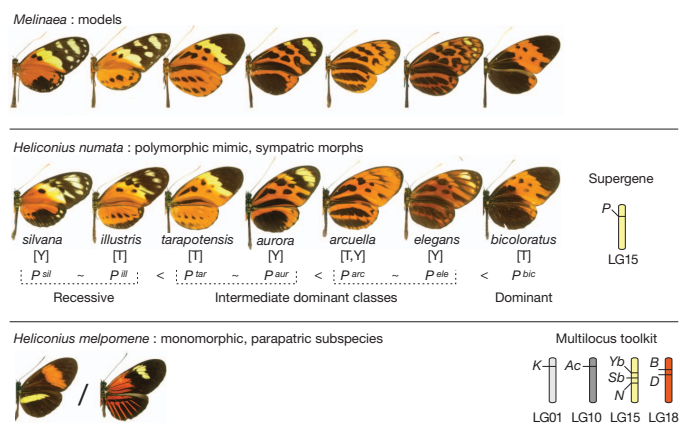 Melinaea : models
Heliconius numata : polymorphic mimic, sympatric morphs
Supergene
P
LG15
silvana illustris tarapotensis aurora arcuella elegans bicoloratus
[Y] [T] [T] [Y] [T,Y] [Y] [T]
P sil ~ P ill < P tar ~ P aur < P arc ~ P ele < P bic
Recessive Intermediate dominant classes Dominant
Heliconius melpomene : monomorphic, parapatric subspecies
Multilocus toolkit
/
K Ac Yb Sb N B D
LG01 LG10 LG15 LG18